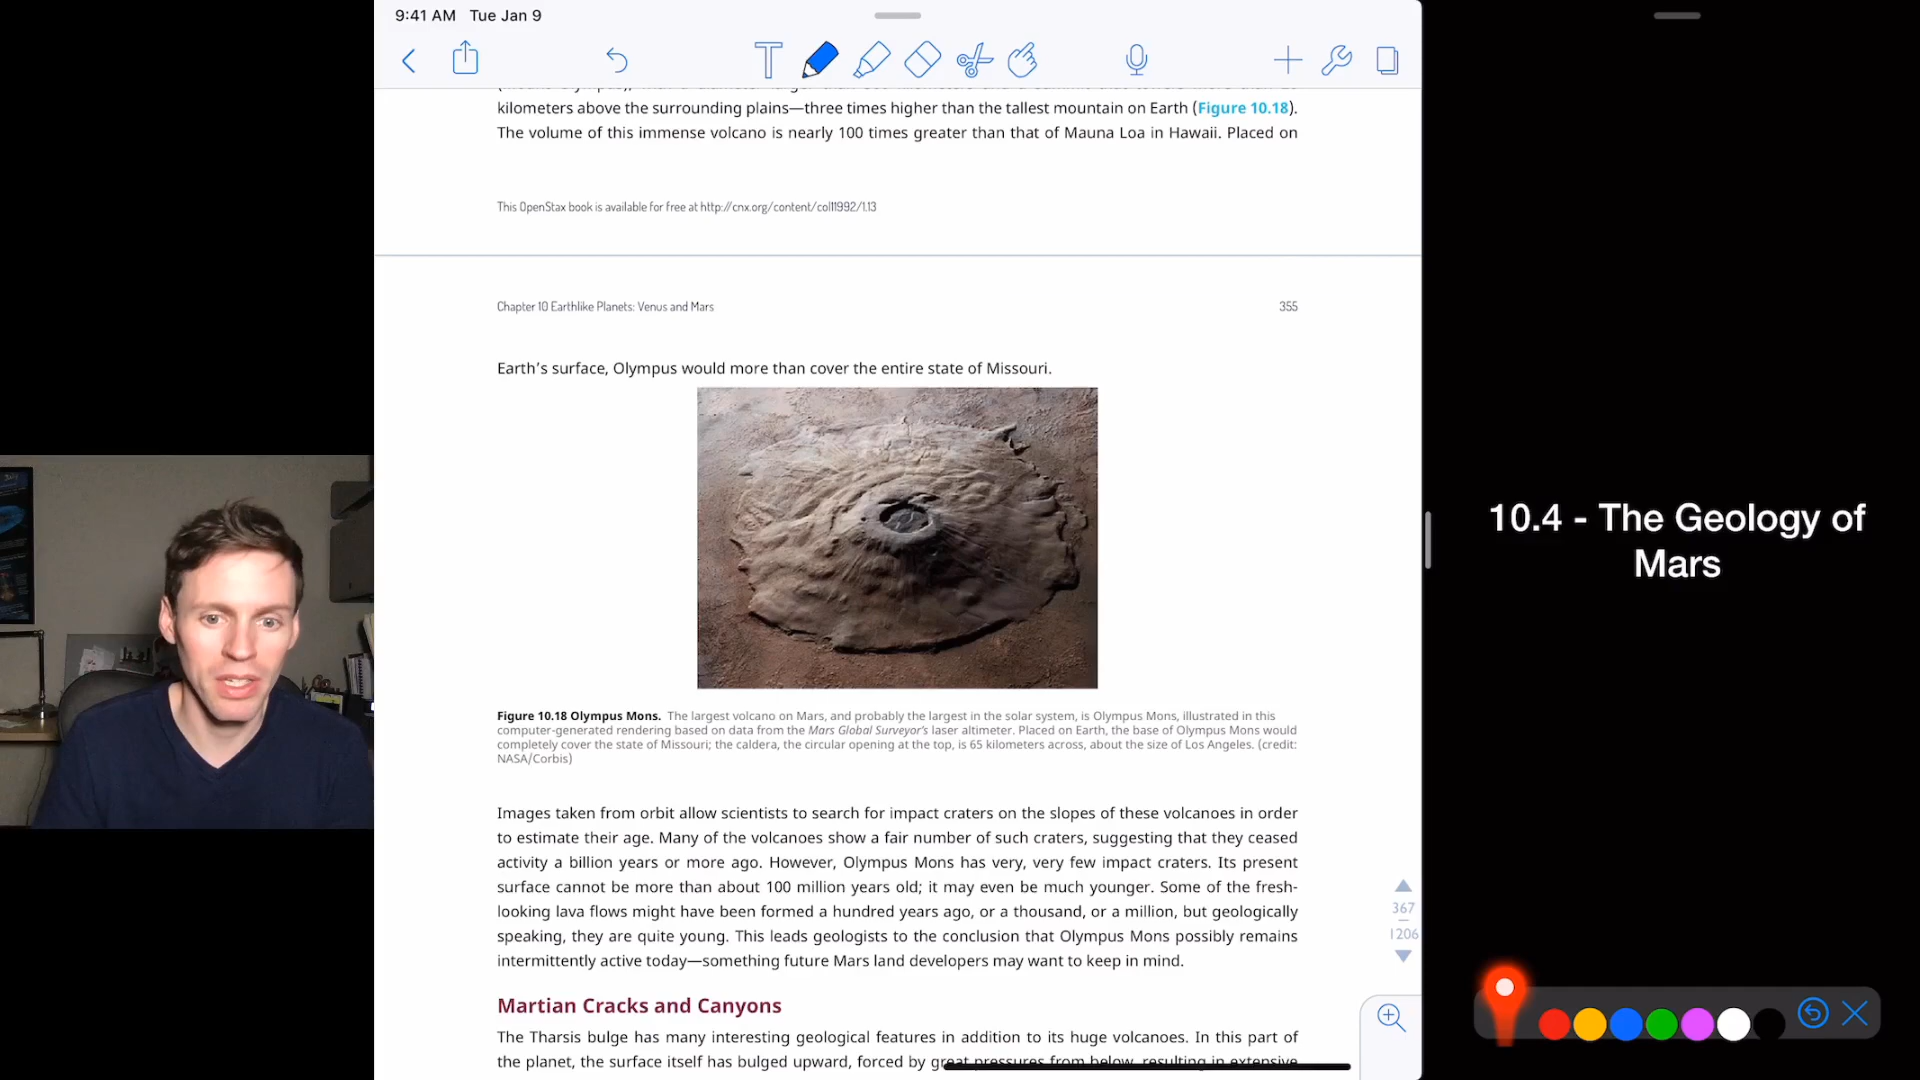 9:41 AM Tue Jan 9
kilometers above the surrounding plains—three times higher than the tallest mountain on Earth (Figure 10.18).
The volume of this immense volcano is nearly 100 times greater than that of Mauna Loa in Hawaii. Placed on
This OpenStax book is available for free at http://cnx.org/content/col11992/1.13
Chapter 10 Earthlike Planets: Venus and Mars 355
Earth's surface, Olympus would more than cover the entire state of Missouri.
Figure 10.18 Olympus Mons. The largest volcano on Mars, and probably the largest in the solar system, is Olympus Mons, illustrated in this
computer-generated rendering based on data from the Mars Global Surveyor's laser altimeter. Placed on Earth, the base of Olympus Mons would
completely cover the state of Missouri; the caldera, the circular opening at the top, is 65 kilometers across, about the size of Los Angeles. (credit:
NASA/Corbis)
Images taken from orbit allow scientists to search for impact craters on the slopes of these volcanoes in order
to estimate their age. Many of the volcanoes show a fair number of such craters, suggesting that they ceased
activity a billion years or more ago. However, Olympus Mons has very, very few impact craters. Its present
surface cannot be more than about 100 million years old; it may even be much younger. Some of the fresh-
looking lava flows might have been formed a hundred years ago, or a thousand, or a million, but geologically
speaking, they are quite young. This leads geologists to the conclusion that Olympus Mons possibly remains
intermittently active today—something future Mars land developers may want to keep in mind.
Martian Cracks and Canyons
The Tharsis bulge has many interesting geological features in addition to its huge volcanoes. In this part of
the planet, the surface itself has bulged upward, forced by great pressures from below, resulting in extensive
367
1206
10.4 - The Geology of
Mars